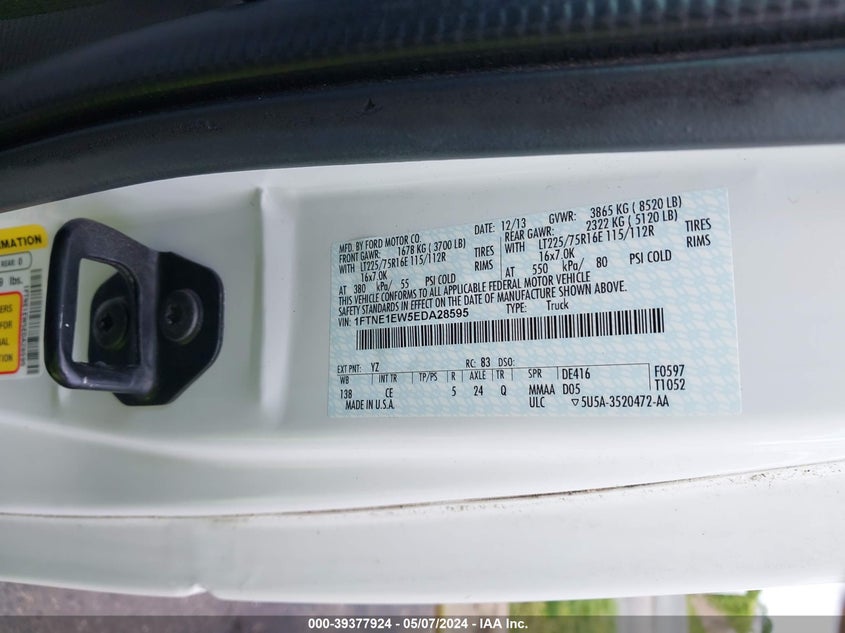 RMATION
REAR: 0
lbs.
MFD. BY FORD MOTOR CO. 12/13 GVWR: 3865 KG ( 8520 LB)
FRONT GAWR: 1678 KG ( 3700 LB) REAR GAWR: 2322 KG ( 5120 LB)
WITH LT225/75R16E 115/112R TIRES WITH LT225/75R16E 115/112R TIRES
16x7.0K RIMS 16x7.0K RIMS
AT 380 kPa/ 55 PSI COLD AT 550 kPa/ 80 PSI COLD
THIS VEHICLE CONFORMS TO ALL APPLICABLE FEDERAL MOTOR VEHICLE
SAFETY STANDARDS IN EFFECT ON THE DATE OF MANUFACTURE SHOWN ABOVE.
VIN: 1FTNE1EW5EDA28595 TYPE: Truck
EXT PNT: YZ RC: 83 DSO:
WB INT TR TP/PS R AXLE TR SPR DE416 F0597
138 CE 5 24 Q MMAA D05 T1052
MADE IN U.S.A. ULC ▽5U5A-3520472-AA
000-39377924 | 05/07/2024 - IAA Inc.